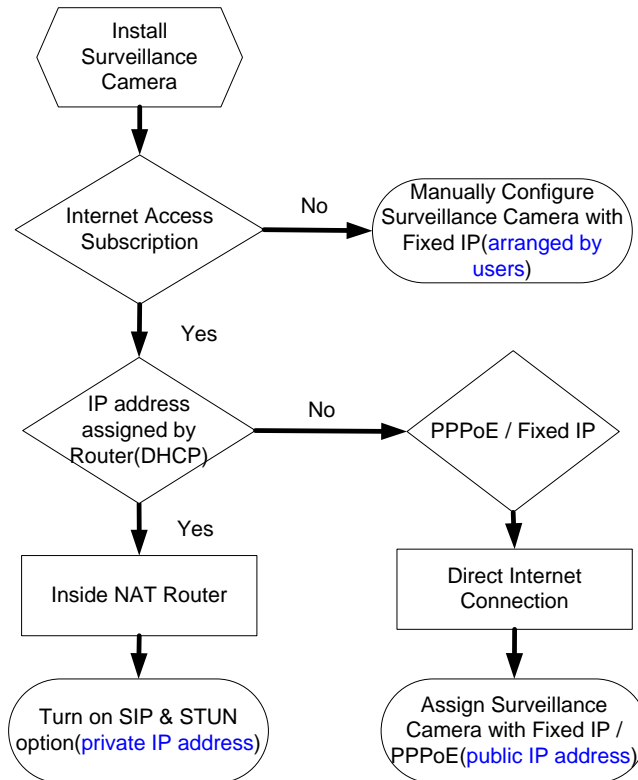 Install
Surveillance
Camera
Internet Access
Subscription
No
Manually Configure
Surveillance Camera with
Fixed IP(arranged by
users)
Yes
IP address
assigned by
Router(DHCP)
No
PPPoE / Fixed IP
Yes
Inside NAT Router
Direct Internet
Connection
Turn on SIP & STUN
option(private IP address)
Assign Surveillance
Camera with Fixed IP /
PPPoE(public IP address)